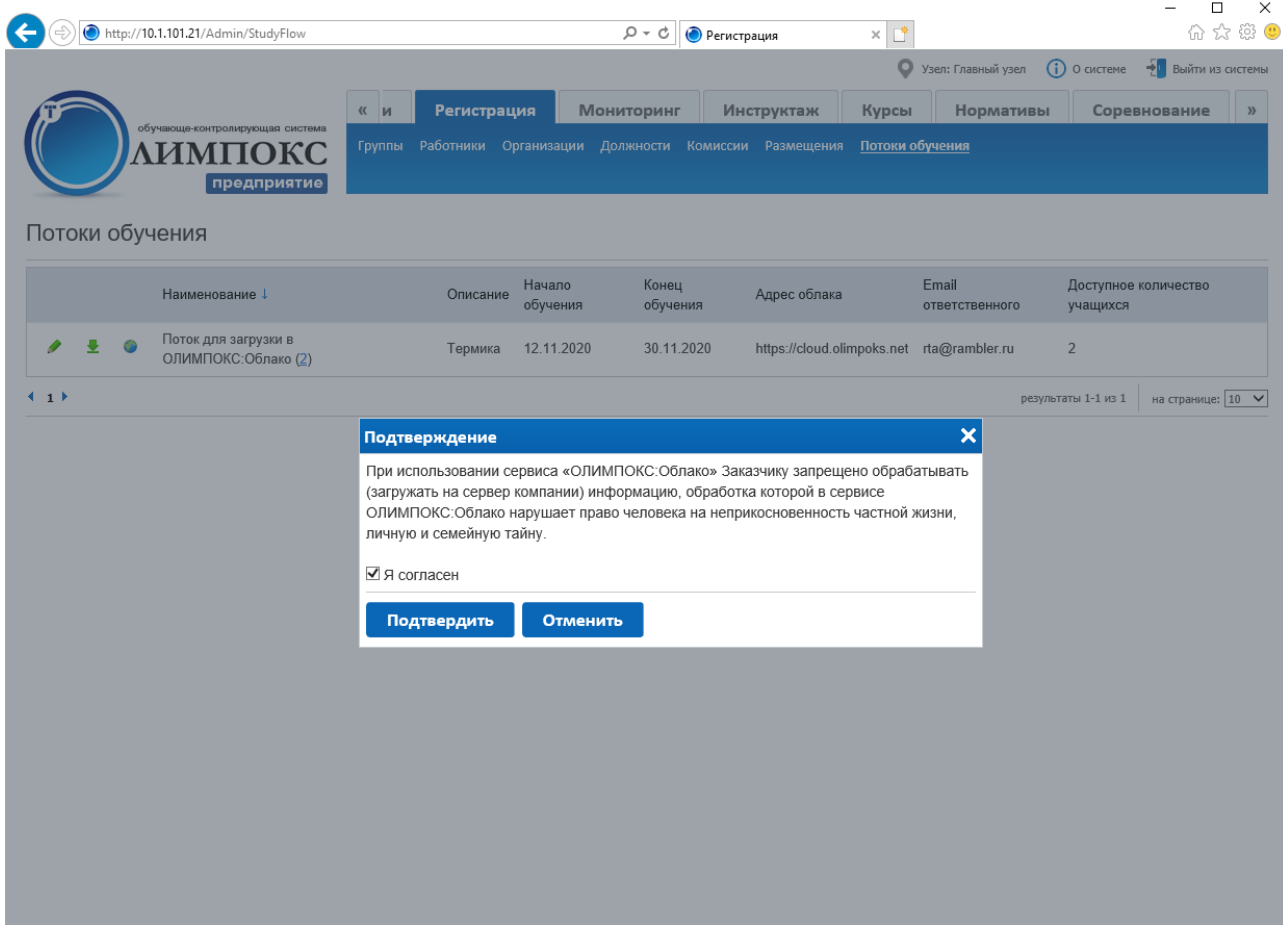 http://10.1.101.21/Admin/StudyFlow
Регистрация
Узел: Главный узел
О системе
Выйти из системы
Т
обучающе-контролирующая система
ОЛИМПОКС
предприятие
« и Регистрация Мониторинг Инструктаж Курсы Нормативы Соревнование »
Группы Работники Организации Должности Комиссии Размещения Потоки обучения
Потоки обучения
Наименование ↓ Описание Начало обучения Конец обучения Адрес облака Email ответственного Доступное количество учащихся
Поток для загрузки в
ОЛИМПОКС:Облако (2) Термика 12.11.2020 30.11.2020 https://cloud.olimpoks.net rta@rambler.ru 2
1 результаты 1-1 из 1 на странице: 10
Подтверждение
При использовании сервиса «ОЛИМПОКС:Облако» Заказчику запрещено обрабатывать
(загружать на сервер компании) информацию, обработка которой в сервисе
ОЛИМПОКС:Облако нарушает право человека на неприкосновенность частной жизни,
личную и семейную тайну.
Я согласен
Подтвердить Отменить